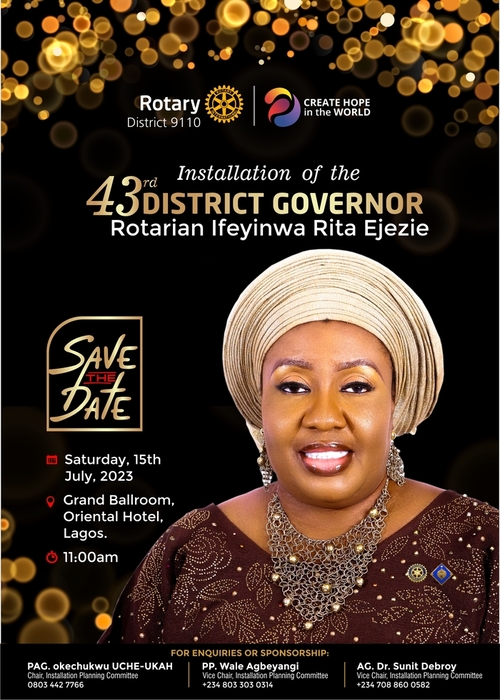 Rotary
District 9110
CREATE HOPE
in the WORLD
Installation of the
43rd DISTRICT GOVERNOR
Rotarian Ifeyinwa Rita Ejezie
SAVE
THE
DATE
Saturday, 15th
July, 2023
Grand Ballroom,
Oriental Hotel,
Lagos.
11:00am
FOR ENQUIRIES OR SPONSORSHIP:
PAG. okechukwu UCHE-UKAH
Chair, Installation Planning Committee
0803 442 7766
PP. Wale Agbeyangi
Vice Chair, Installation Planning Committee
+234 803 303 0314
AG. Dr. Sunit Debroy
Vice Chair, Installation Planning Committee
+234 708 860 0582